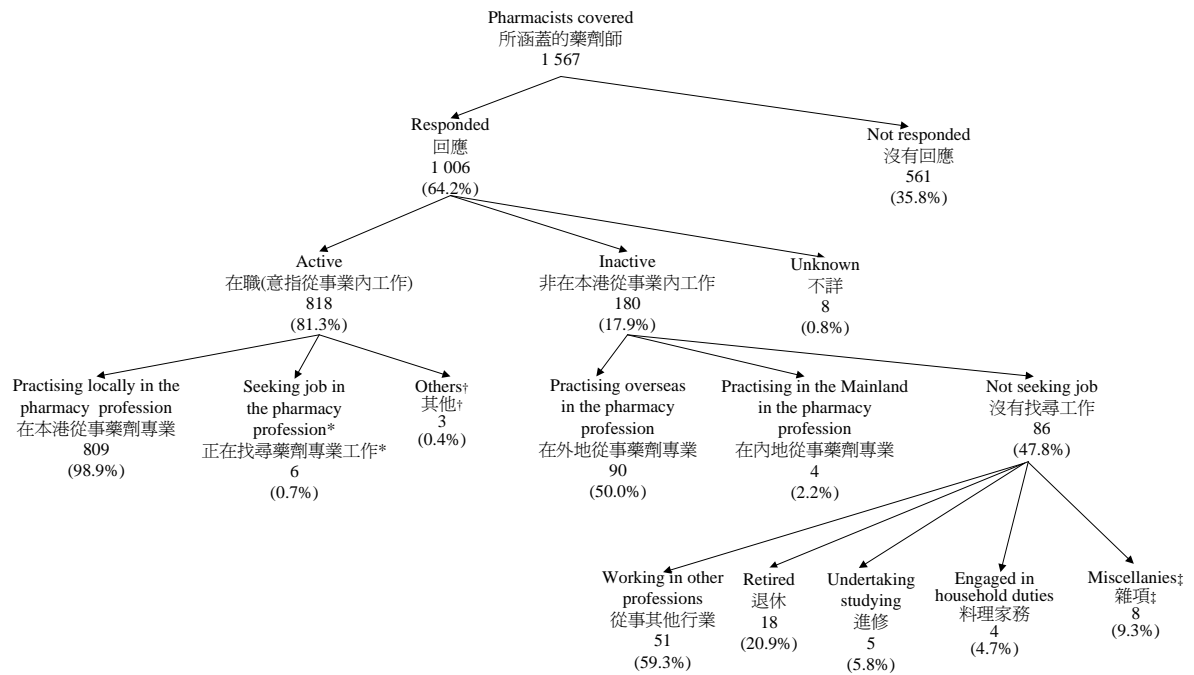 Pharmacists covered
所涵蓋的藥劑師
1 567
Responded
回應
1 006
(64.2%)
Not responded
沒有回應
561
(35.8%)
Active
在職(意指從事業內工作)
818
(81.3%)
Inactive
非在本港從事業內工作
180
(17.9%)
Unknown
不詳
8
(0.8%)
Practising locally in the
pharmacy profession
在本港從事藥劑專業
809
(98.9%)
Seeking job in
the pharmacy
profession*
正在找尋藥劑專業工作*
6
(0.7%)
Others†
其他†
3
(0.4%)
Practising overseas
in the pharmacy
profession
在外地從事藥劑專業
90
(50.0%)
Practising in the Mainland
in the pharmacy
profession
在內地從事藥劑專業
4
(2.2%)
Not seeking job
沒有找尋工作
86
(47.8%)
Working in other
professions
從事其他行業
51
(59.3%)
Retired
退休
18
(20.9%)
Undertaking
studying
進修
5
(5.8%)
Engaged in
household duties
料理家務
4
(4.7%)
Miscellanies‡
雜項‡
8
(9.3%)